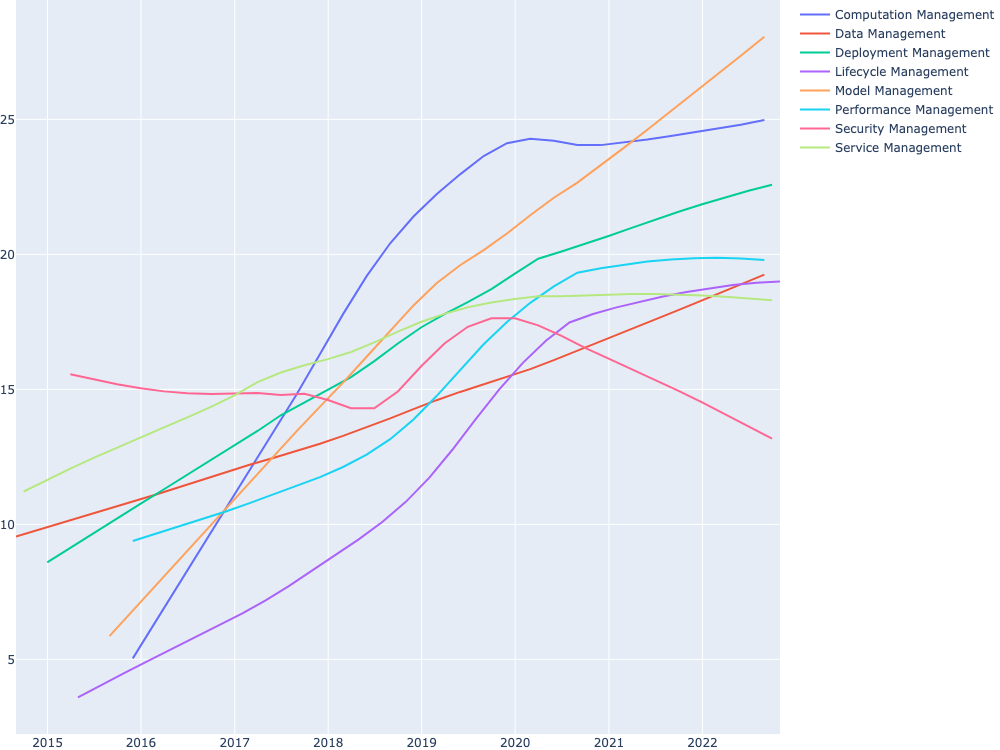 Computation Management
Data Management
Deployment Management
Lifecycle Management
Model Management
Performance Management
Security Management
Service Management
25
20
15
10
5
2015 2016 2017 2018 2019 2020 2021 2022